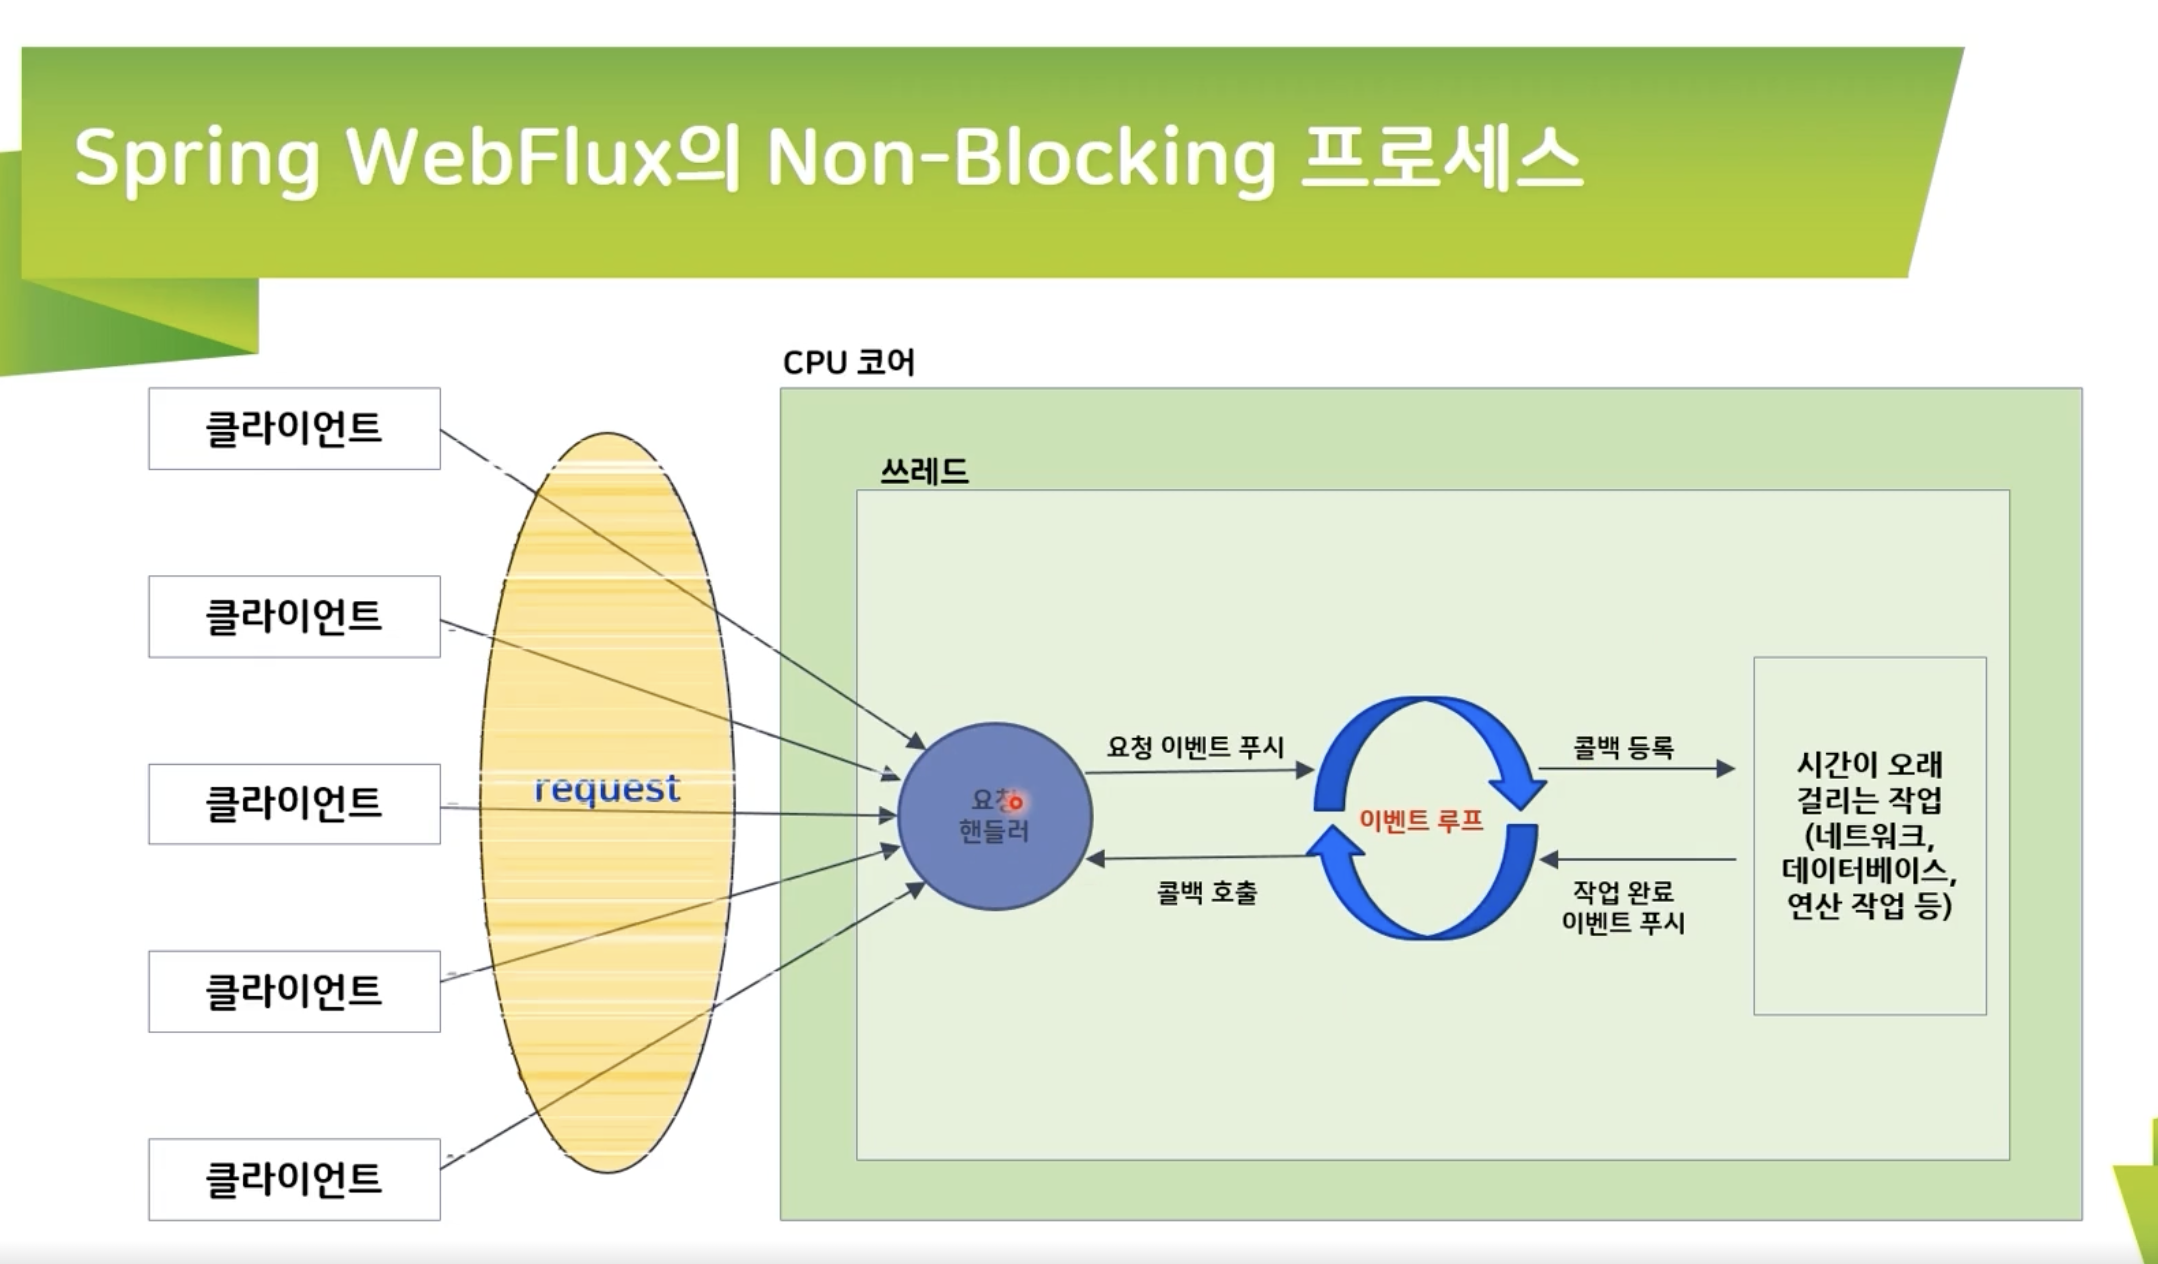 Spring WebFlux의 Non-Blocking 프로세스
CPU 코어
쓰레드
클라이언트
클라이언트
클라이언트
클라이언트
클라이언트
request
요청
핸들러
요청 이벤트 푸시
콜백 호출
이벤트 루프
콜백 등록
작업 완료
이벤트 푸시
시간이 오래
걸리는 작업
(네트워크,
데이터베이스,
연산 작업 등)